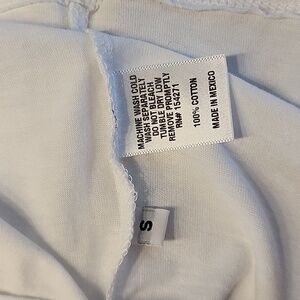 MACHINE WASH COLD
WASH SEPARATELY
DO NOT BLEACH
TUMBLE DRY LOW
REMOVE PROMPTLY
RN# 154271
100% COTTON
MADE IN MEXICO
S